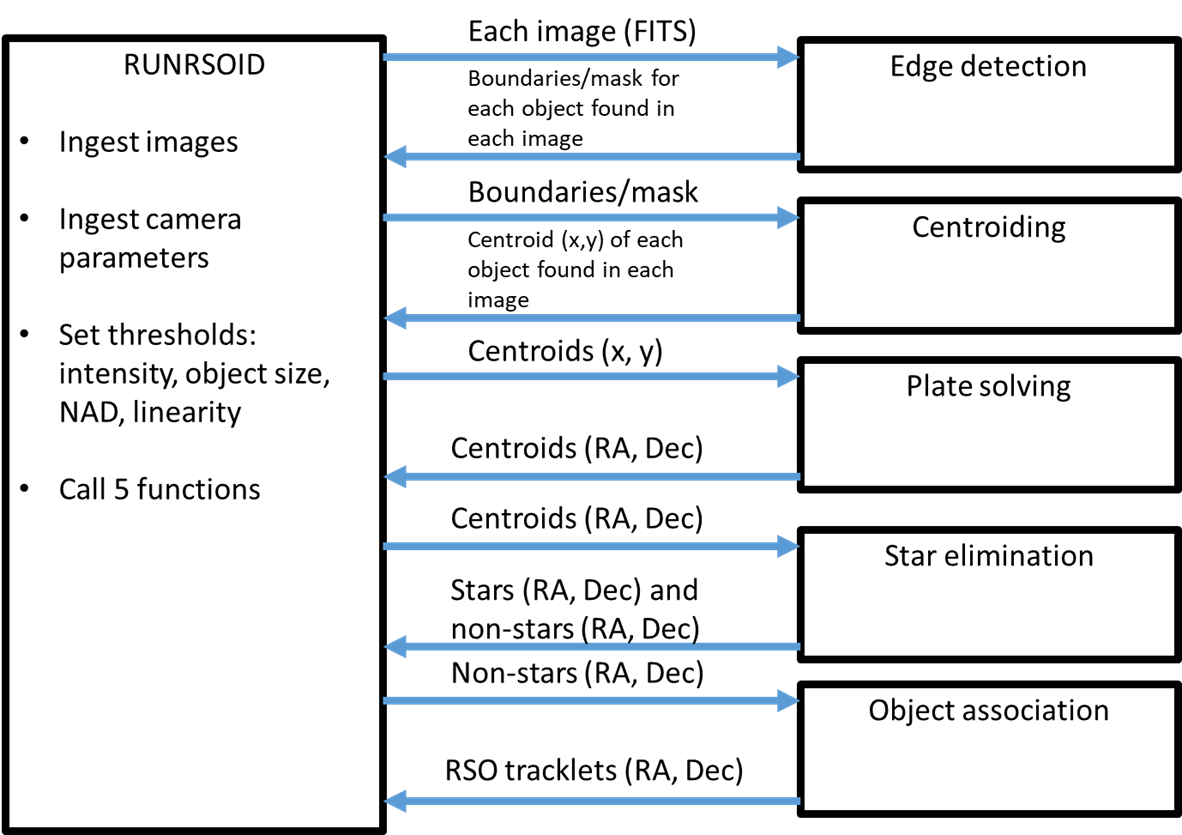 RUNRSOID
• Ingest images
• Ingest camera
parameters
• Set thresholds:
intensity, object size,
NAD, linearity
• Call 5 functions
Each image (FITS)
Boundaries/mask for
each object found in
each image
Edge detection
Boundaries/mask
Centroid (x,y) of each
object found in each
image
Centroiding
Centroids (x, y)
Centroids (RA, Dec)
Plate solving
Centroids (RA, Dec)
Stars (RA, Dec) and
non-stars (RA, Dec)
Star elimination
Non-stars (RA, Dec)
RSO tracklets (RA, Dec)
Object association